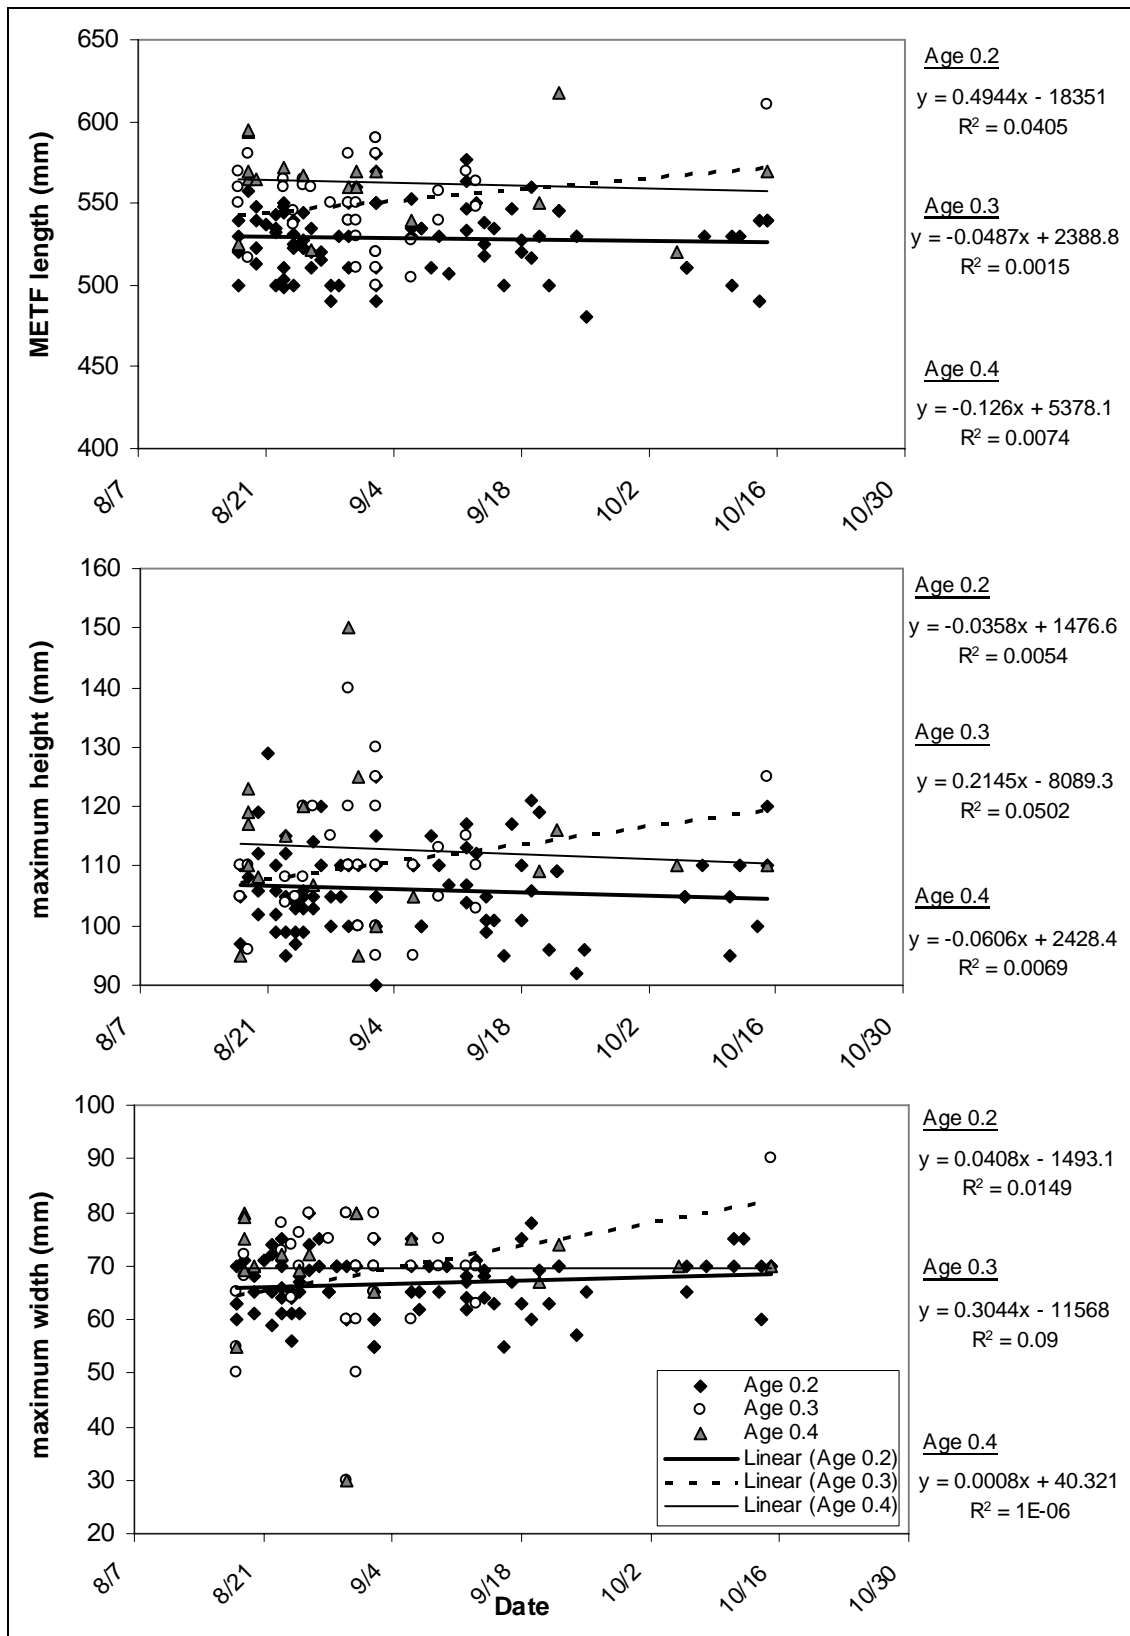 650
600
550
500
450
400
METF length (mm)
8/7
8/21
9/4
9/18
10/2
10/16
10/30
Age 0.2
y = 0.4944x - 18351
R² = 0.0405
Age 0.3
y = -0.0487x + 2388.8
R² = 0.0015
Age 0.4
y = -0.126x + 5378.1
R² = 0.0074
160
150
140
130
120
110
100
90
maximum height (mm)
8/7
8/21
9/4
9/18
10/2
10/16
10/30
Age 0.2
y = -0.0358x + 1476.6
R² = 0.0054
Age 0.3
y = 0.2145x - 8089.3
R² = 0.0502
Age 0.4
y = -0.0606x + 2428.4
R² = 0.0069
100
90
80
70
60
50
40
30
20
maximum width (mm)
8/7
8/21
9/4
9/18
10/2
10/16
10/30
Date
Age 0.2
Age 0.3
Age 0.4
Linear (Age 0.2)
Linear (Age 0.3)
Linear (Age 0.4)
Age 0.2
y = 0.0408x - 1493.1
R² = 0.0149
Age 0.3
y = 0.3044x - 11568
R² = 0.09
Age 0.4
y = 0.0008x + 40.321
R² = 1E-06